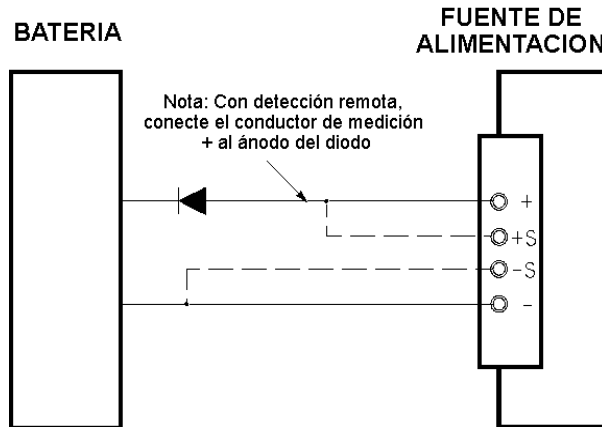 BATERIA
FUENTE DE
ALIMENTACION
Nota: Con detección remota,
conecte el conductor de medición
+ al ánodo del diodo
+
+S
-S
-